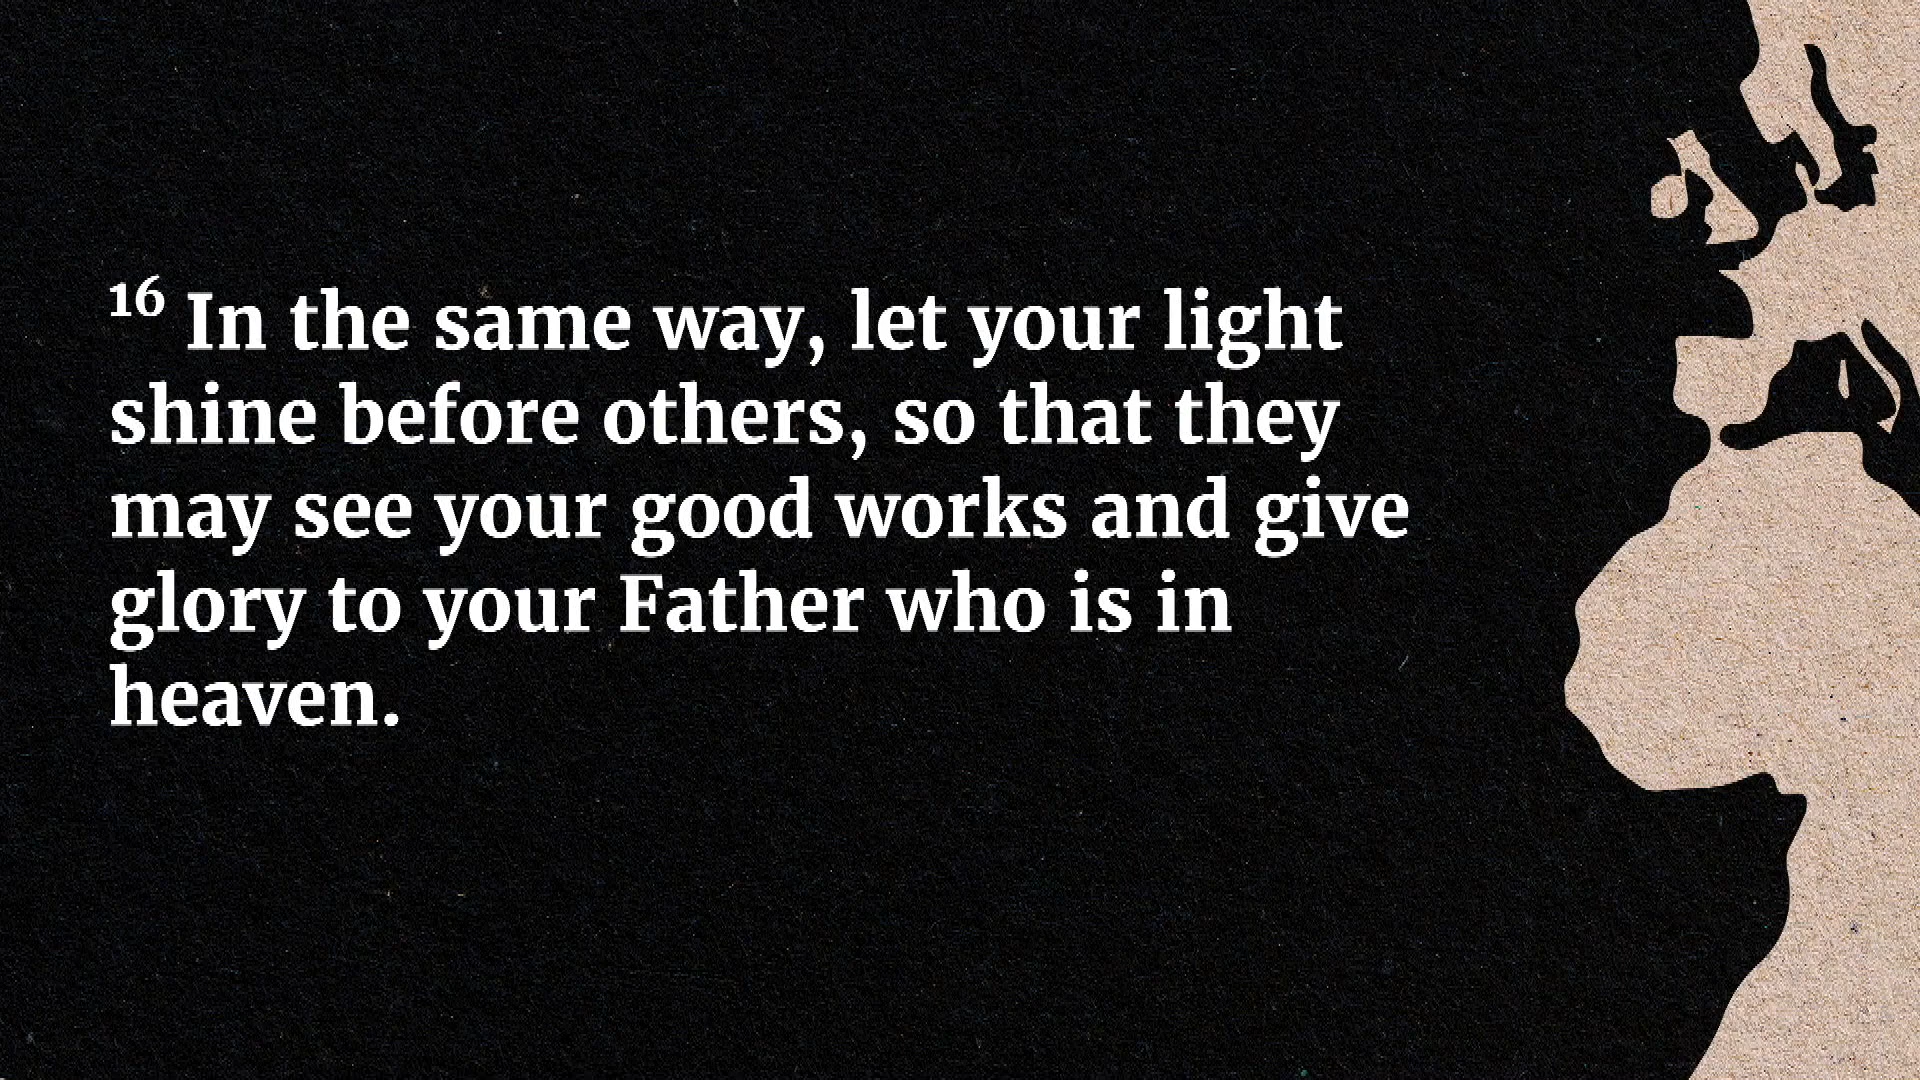 16 In the same way, let your light
shine before others, so that they
may see your good works and give
glory to your Father who is in
heaven.